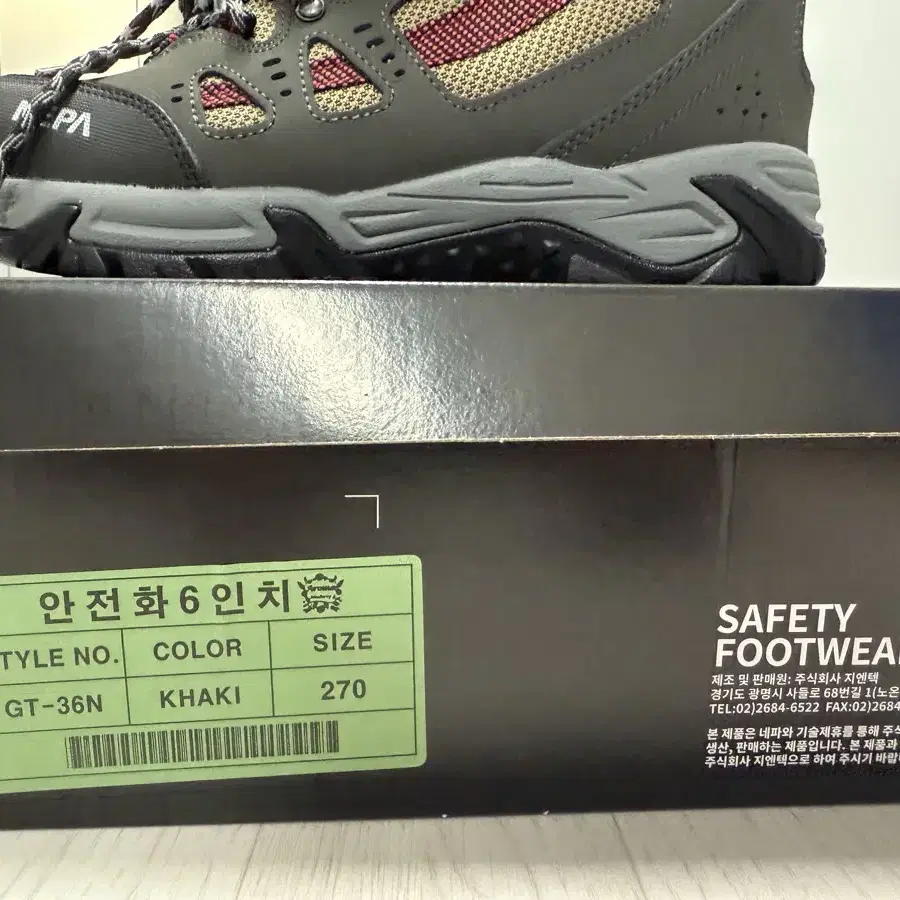 NEPA
안전화6인치
TYLE NO. COLOR SIZE
GT-36N KHAKI 270
SAFETY
FOOTWEA
제조 및 판매원: 주식회사 지엔텍
경기도 광명시 사들로 68번길 1(노온
TEL:02)2684-6522 FAX:02)2684
본 제품은 네파와 기술제휴를 통해 주식
생산, 판매하는 제품입니다. 본 제품과
주식회사 지엔텍으로 하여 주시기 바랍